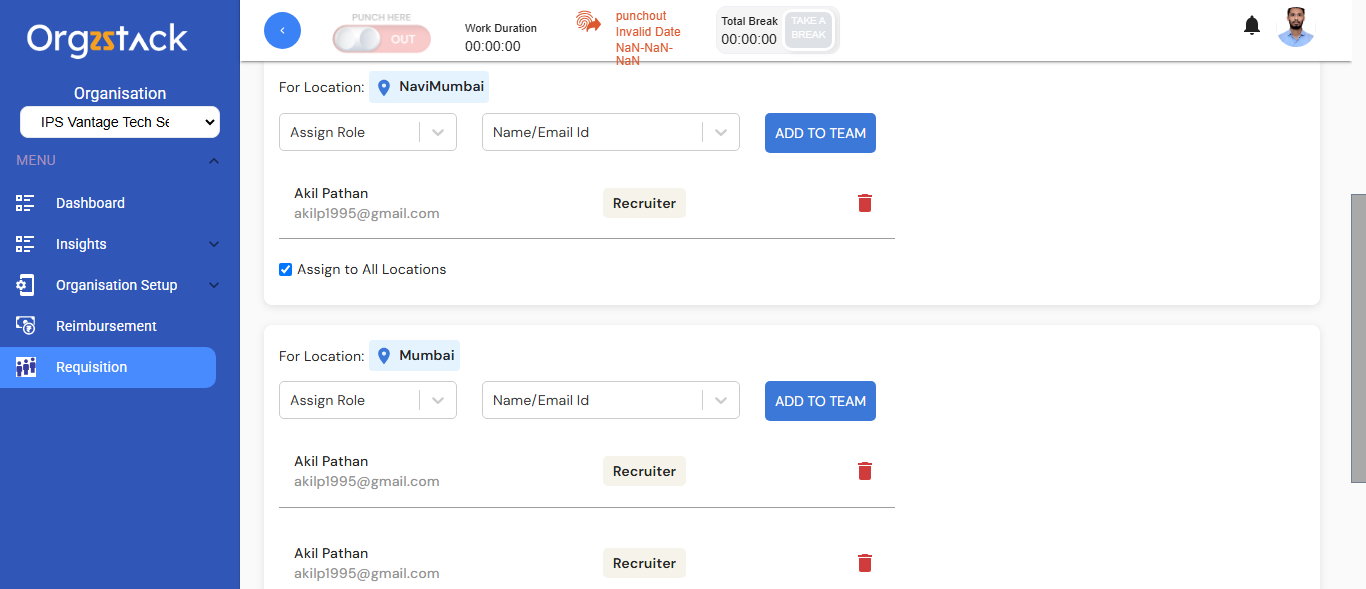 Orgzstack
Organisation
IPS Vantage Tech Se
MENU
Dashboard
Insights
Organisation Setup
Reimbursement
Requisition
PUNCH HERE
OUT
Work Duration
00:00:00
punchout
Invalid Date
NaN-NaN-
NaN
Total Break
00:00:00
TAKE A
BREAK
For Location: NaviMumbai
Assign Role
Name/Email Id
ADD TO TEAM
Akil Pathan
akilp1995@gmail.com
Recruiter
Assign to All Locations
For Location: Mumbai
Assign Role
Name/Email Id
ADD TO TEAM
Akil Pathan
akilp1995@gmail.com
Recruiter
Akil Pathan
akilp1995@gmail.com
Recruiter